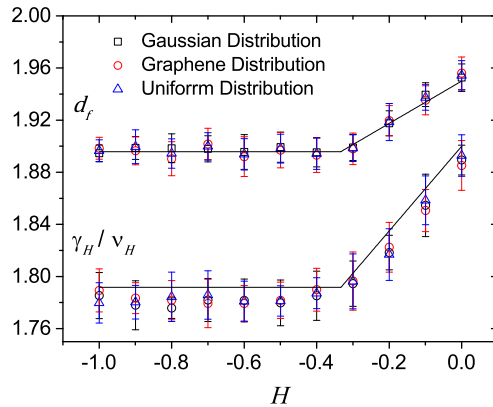 2.00
1.96
1.92
1.88
1.84
1.80
1.76
Gaussian Distribution
Graphene Distribution
Uniforrm Distribution
d_f
γ_H / ν_H
-1.0 -0.8 -0.6 -0.4 -0.2 0.0
H